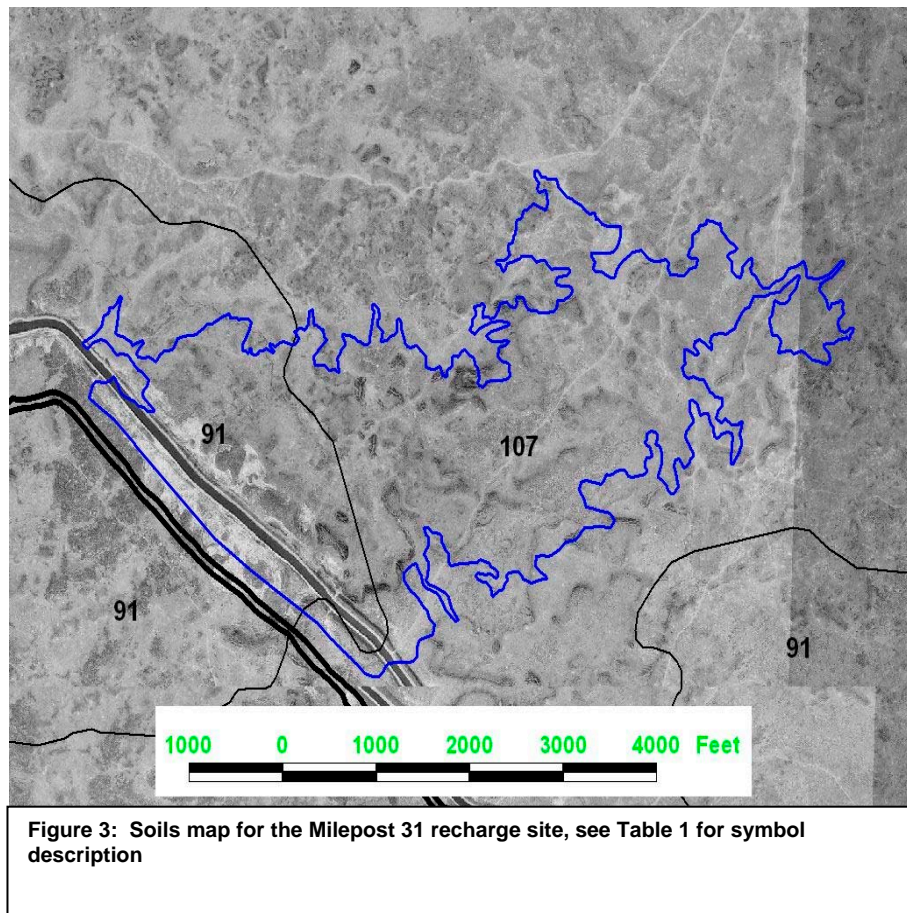 107
91
91
91
1000 0 1000 2000 3000 4000 Feet
Figure 3: Soils map for the Milepost 31 recharge site, see Table 1 for symbol
description